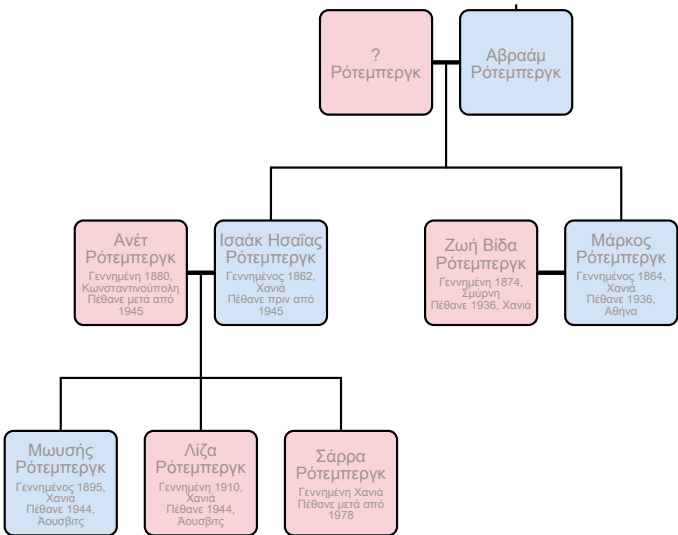 ?
Ρότεμπεργκ
Αβραάμ
Ρότεμπεργκ
Ανέτ
Ρότεμπεργκ
Γεννημένη 1880,
Κωνσταντινούπολη
Πέθανε μετά από
1945
Ισαάκ Ησαΐας
Ρότεμπεργκ
Γεννημένος 1862,
Χανιά
Πέθανε πριν από
1945
Ζωή Βίδα
Ρότεμπεργκ
Γεννημένη 1874,
Σμύρνη
Πέθανε 1936, Χανιά
Μάρκος
Ρότεμπεργκ
Γεννημένος 1864,
Χανιά
Πέθανε 1936,
Αθήνα
Μωυσής
Ρότεμπεργκ
Γεννημένος 1895,
Χανιά
Πέθανε 1944,
Άουσβιτς
Λίζα
Ρότεμπεργκ
Γεννημένη 1910,
Χανιά
Πέθανε 1944,
Άουσβιτς
Σάρρα
Ρότεμπεργκ
Γεννημένη Χανιά
Πέθανε μετά από
1978